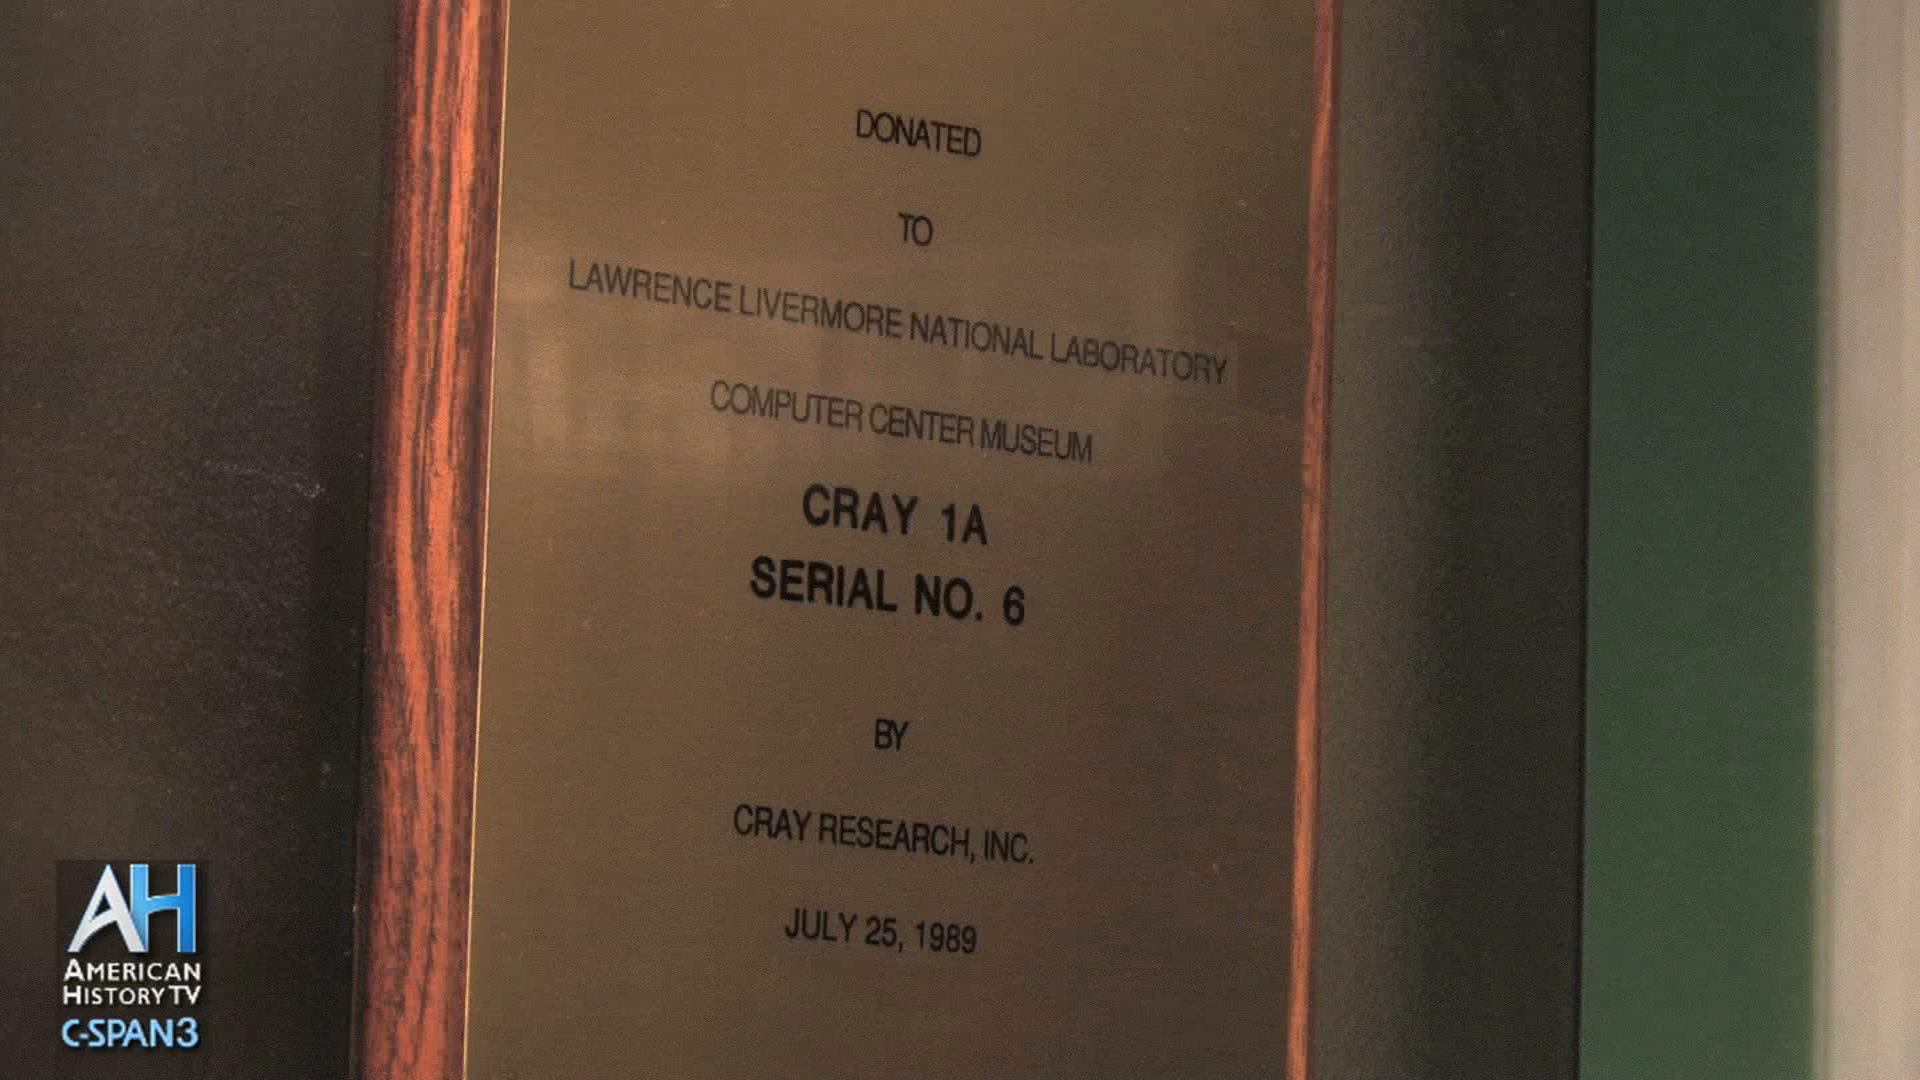 DONATED
TO
LAWRENCE LIVERMORE NATIONAL LABORATORY
COMPUTER CENTER MUSEUM
CRAY 1A
SERIAL NO. 6
BY
CRAY RESEARCH, INC.
JULY 25, 1989
AH
AMERICAN
HISTORY TV
C-SPAN3